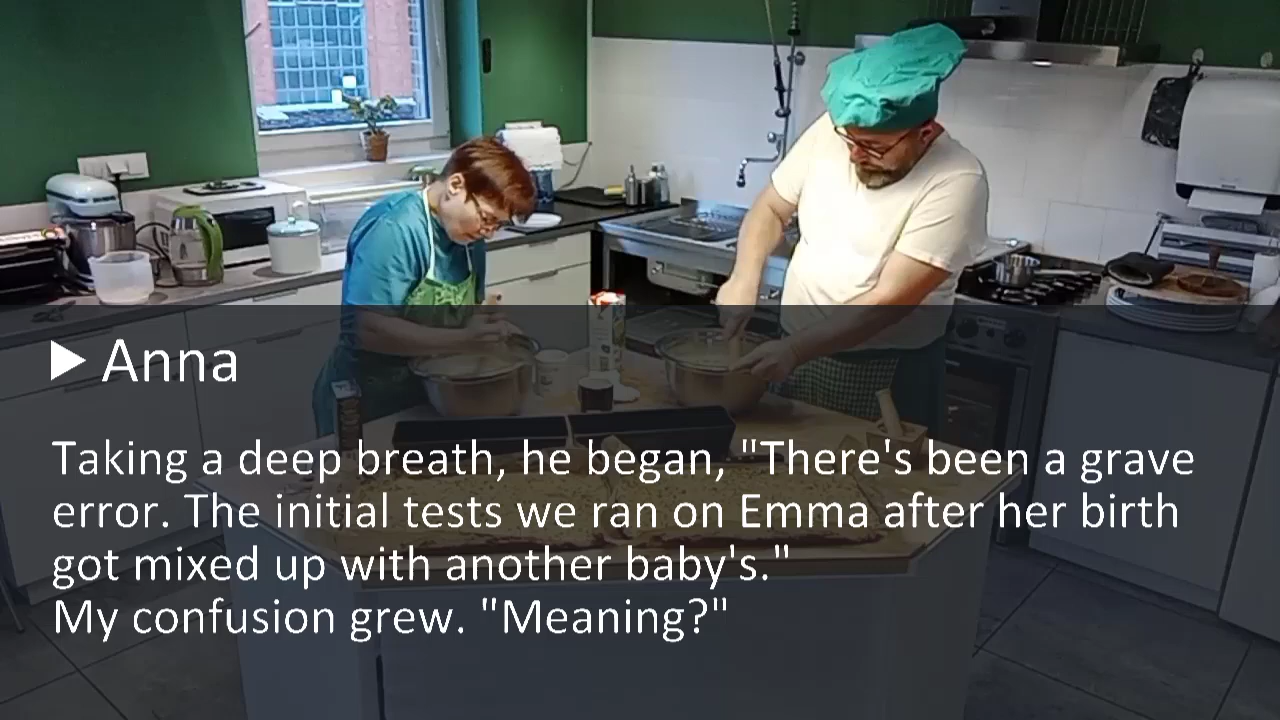 Anna
Taking a deep breath, he began, "There's been a grave
error. The initial tests we ran on Emma after her birth
got mixed up with another baby's."
My confusion grew. "Meaning?"